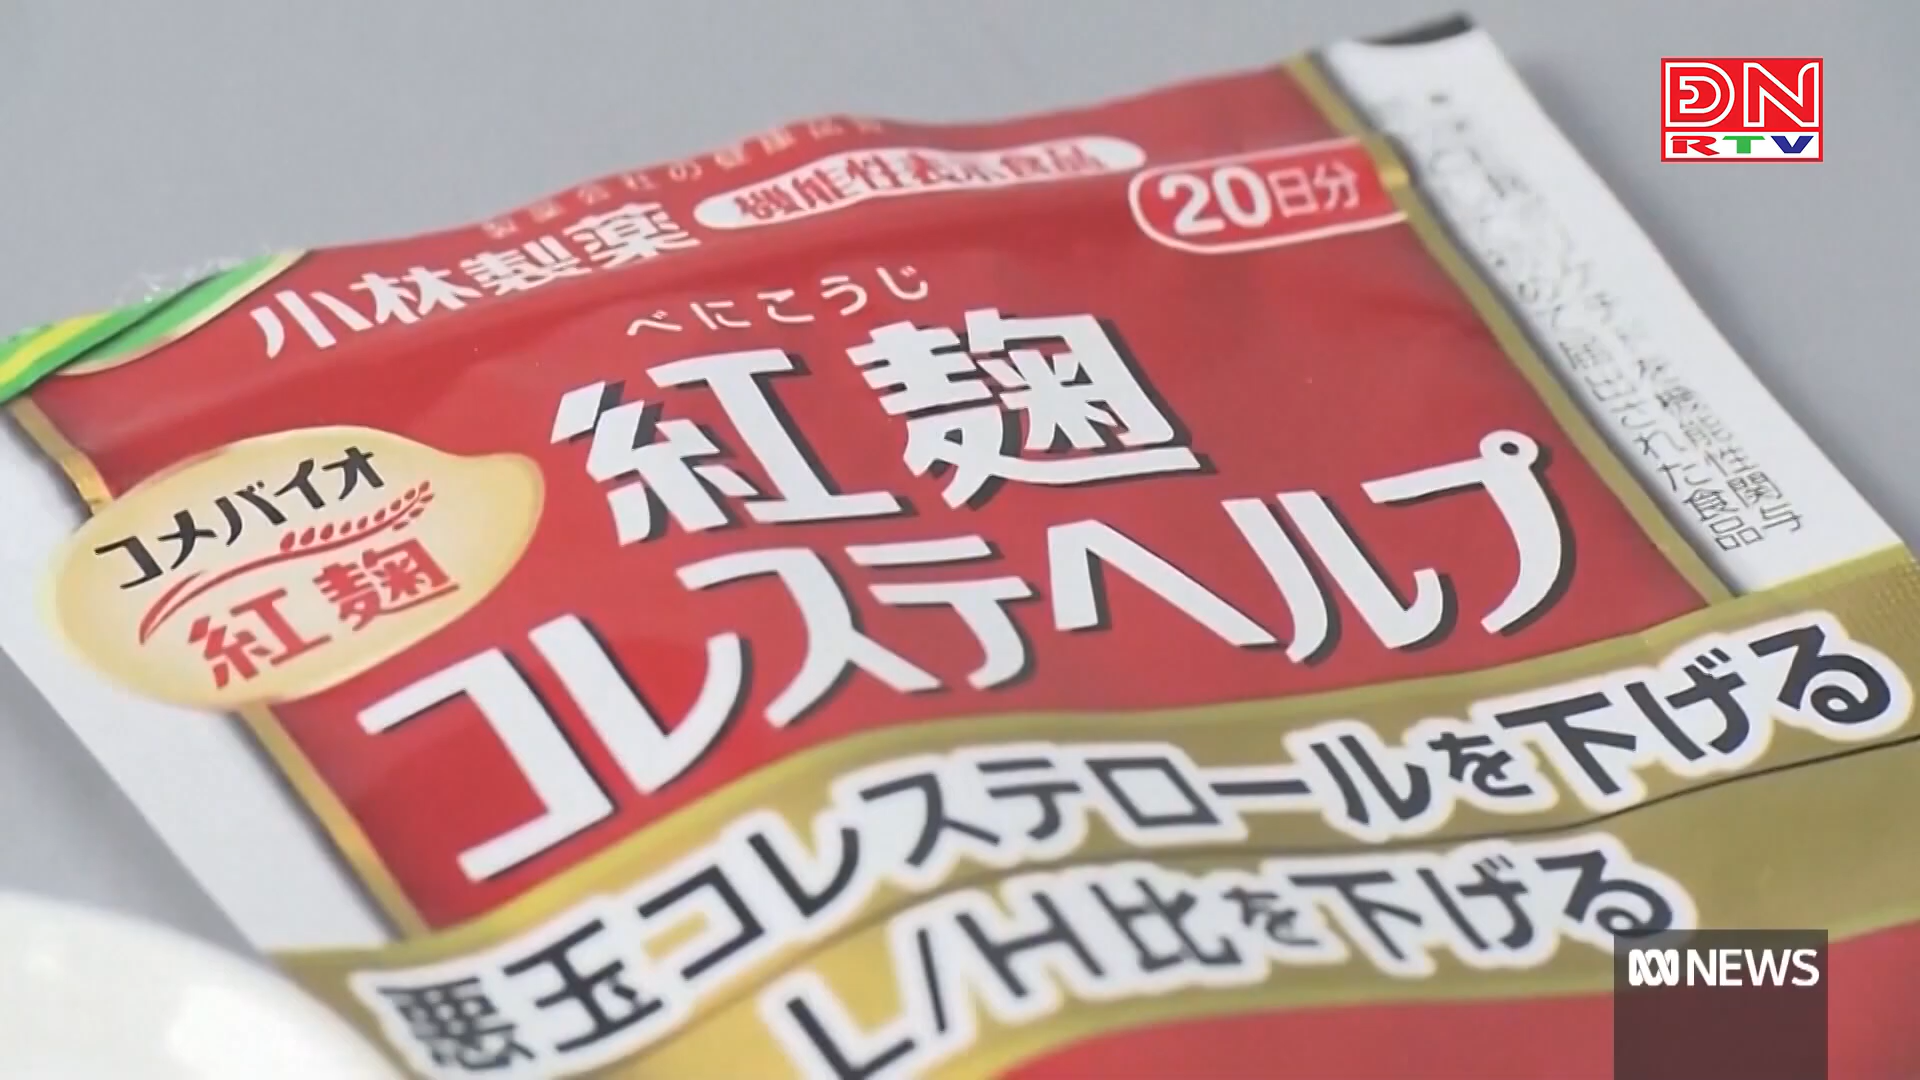 DN
RTV
小林製薬
機能性表示食品
20日分
べにこうじ
紅麹
コレステヘルプ
コメバイオ
紅麹
悪玉コレステロールを下げる
L/H比を下げる
NEWS